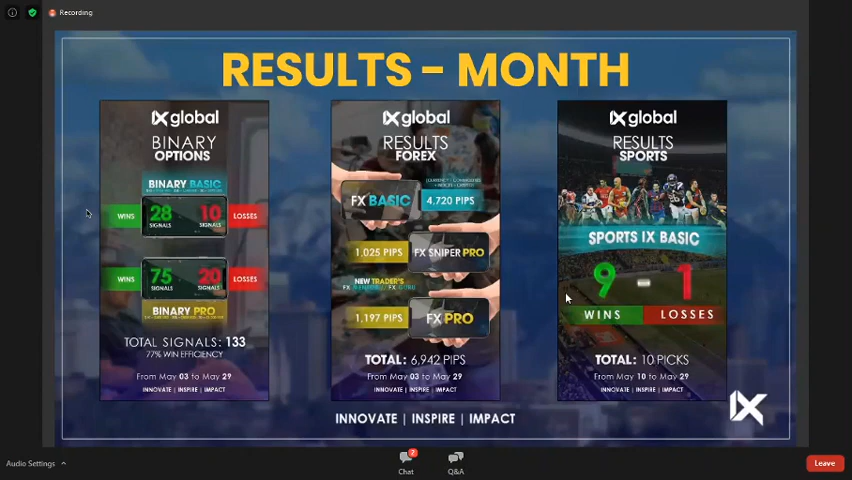 Recording
RESULTS - MONTH
IX global
BINARY
OPTIONS
BINARY BASIC
WINS
28
SIGNALS
10
SIGNALS
LOSSES
WINS
75
SIGNALS
20
SIGNALS
LOSSES
BINARY PRO
TOTAL SIGNALS: 133
77% WIN EFFICIENCY
From May 03 to May 29
INNOVATE | INSPIRE | IMPACT
IX global
RESULTS
FOREX
FX BASIC
4,720 PIPS
1,025 PIPS
FX SNIPER PRO
NEW TRADER'S
1,197 PIPS
FX PRO
TOTAL: 6,942 PIPS
From May 03 to May 29
INNOVATE | INSPIRE | IMPACT
IX global
RESULTS
SPORTS
SPORTS IX BASIC
9 - 1
WINS LOSSES
TOTAL: 10 PICKS
From May 10 to May 29
INNOVATE | INSPIRE | IMPACT
INNOVATE | INSPIRE | IMPACT
IX
Audio Settings
2
Chat
Q&A
Leave